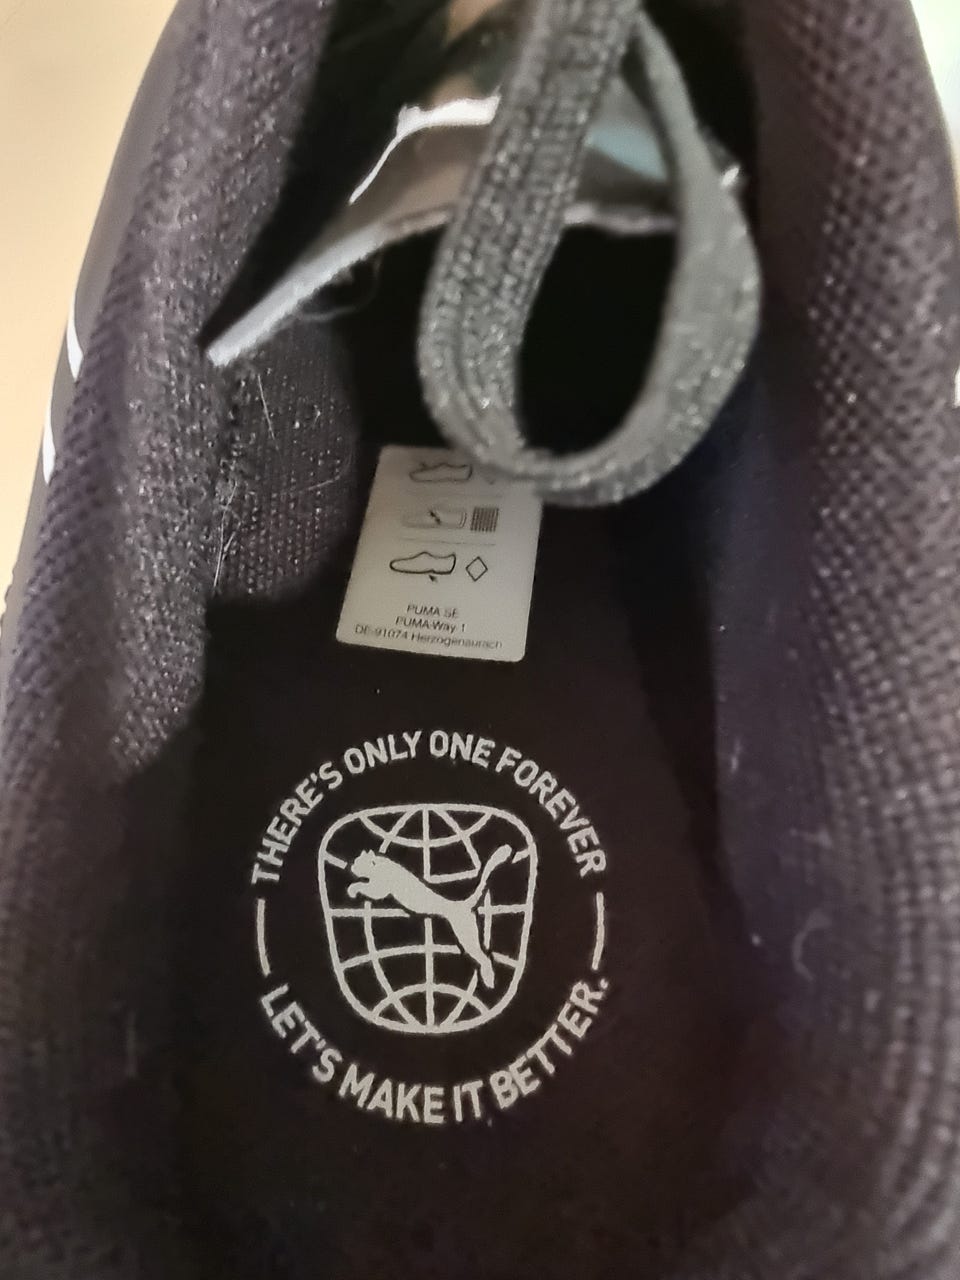 PUMA SE
PUMA-Way 1
DE-91074 Herzogenaurach
THERE'S ONLY ONE FOREVER
LET'S MAKE IT BETTER.